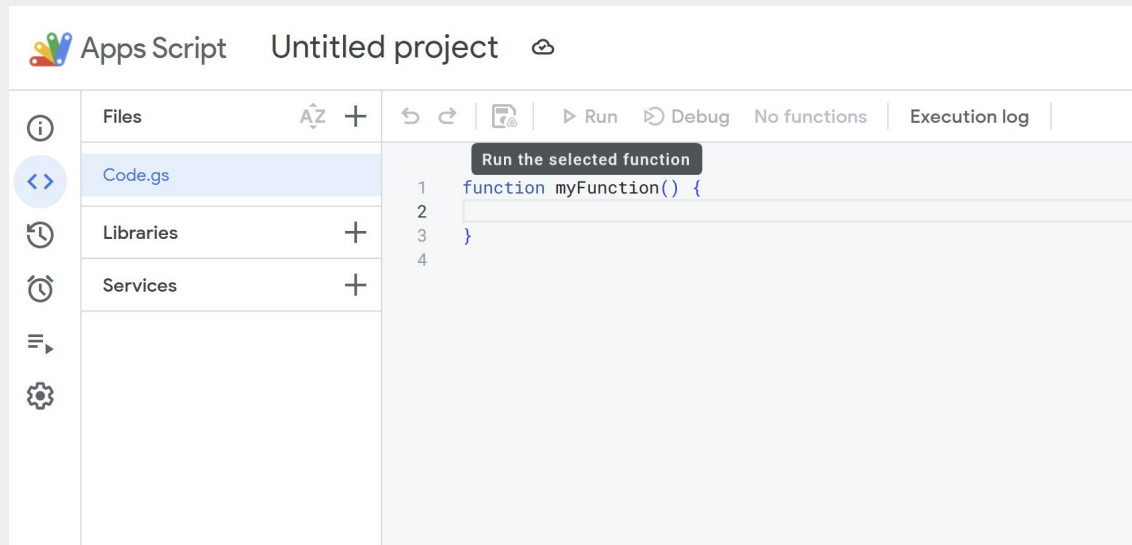 Apps Script Untitled project
Files AZ
Run Debug No functions Execution log
Code.gs
Run the selected function
1 function myFunction() {
2
3 }
4
Libraries
Services